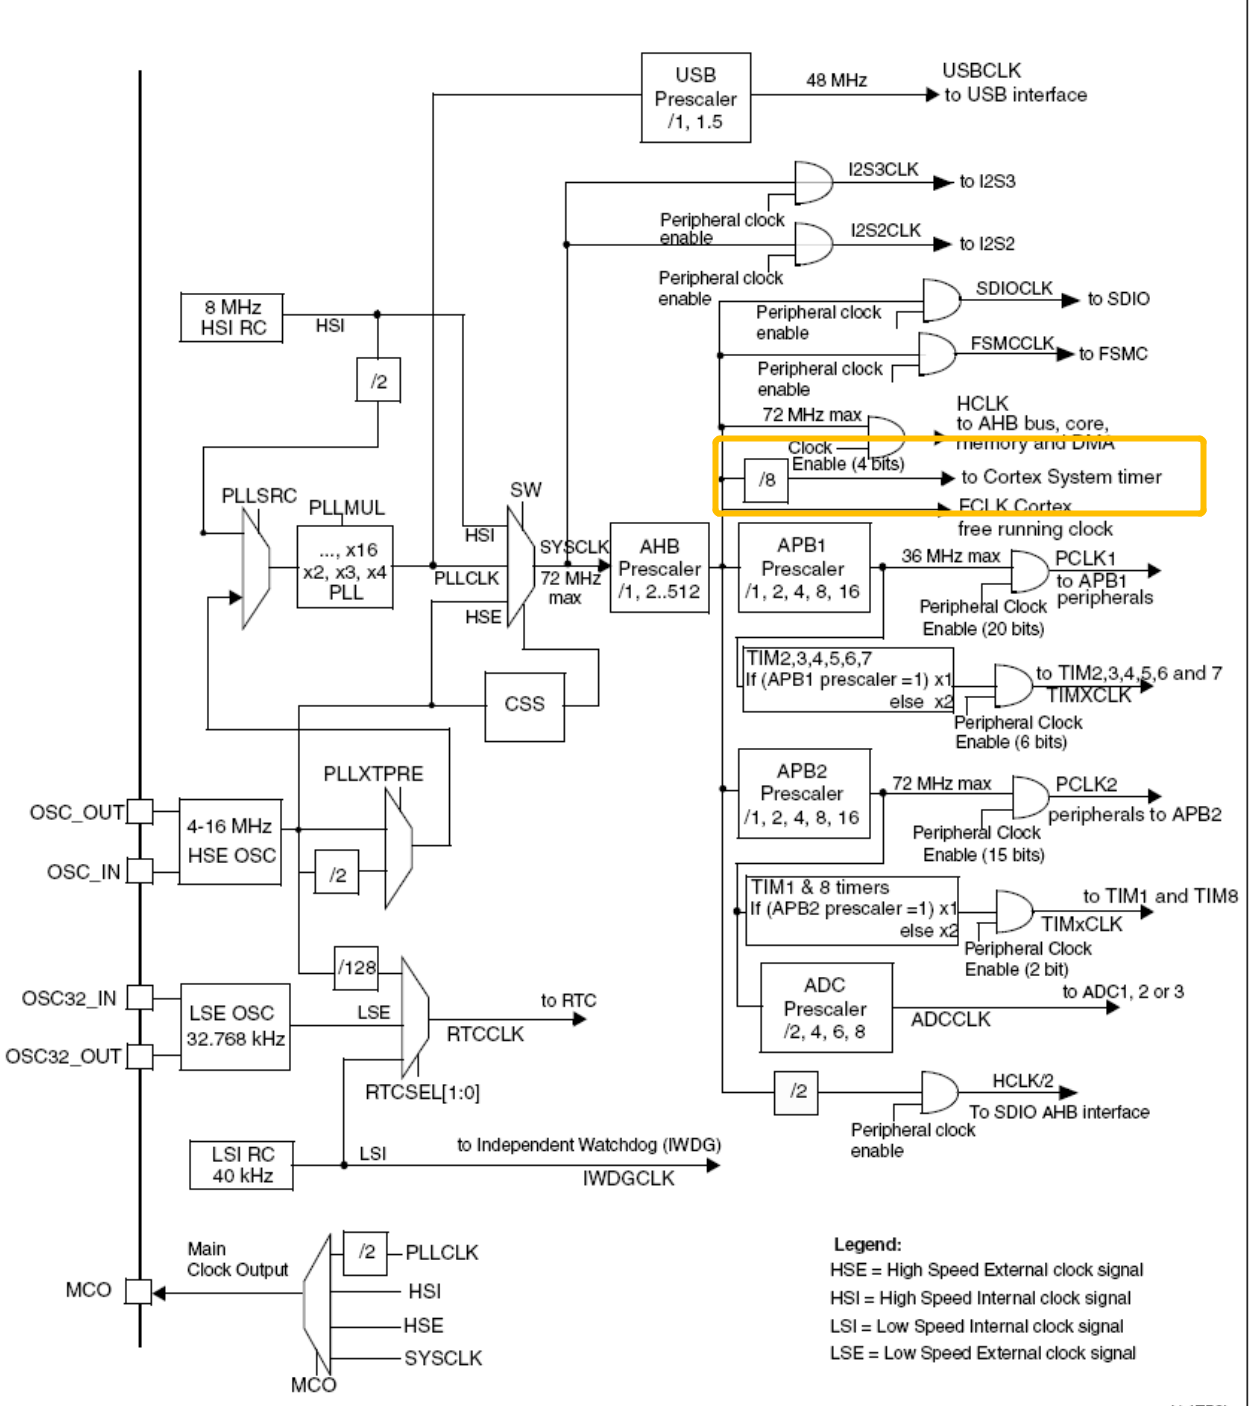 USB
Prescaler
/1, 1.5
48 MHz
USBCLK
to USB interface
I2S3CLK
to I2S3
Peripheral clock
enable
I2S2CLK
to I2S2
Peripheral clock
enable
SDIOCLK
to SDIO
Peripheral clock
enable
FSMCCLK
to FSMC
Peripheral clock
enable
8 MHz
HSI RC
HSI
/2
72 MHz max
HCLK
to AHB bus, core,
memory and DMA
Clock
Enable (4 bits)
/8
to Cortex System timer
FCLK Cortex
free running clock
PLLSRC
PLLMUL
..., x16
x2, x3, x4
PLL
SW
HSI
PLLCLK
HSE
SYSCLK
72 MHz
max
AHB
Prescaler
/1, 2..512
APB1
Prescaler
/1, 2, 4, 8, 16
36 MHz max
PCLK1
to APB1
peripherals
Peripheral Clock
Enable (20 bits)
TIM2,3,4,5,6,7
If (APB1 prescaler =1) x1
else x2
to TIM2,3,4,5,6 and 7
TIMXCLK
Peripheral Clock
Enable (6 bits)
CSS
PLLXTPRE
OSC_OUT
OSC_IN
4-16 MHz
HSE OSC
/2
APB2
Prescaler
/1, 2, 4, 8, 16
72 MHz max
PCLK2
peripherals to APB2
Peripheral Clock
Enable (15 bits)
TIM1 & 8 timers
If (APB2 prescaler =1) x1
else x2
to TIM1 and TIM8
TIMxCLK
Peripheral Clock
Enable (2 bit)
/128
OSC32_IN
OSC32_OUT
LSE OSC
32.768 kHz
LSE
to RTC
RTCCLK
RTCSEL[1:0]
ADC
Prescaler
/2, 4, 6, 8
to ADC1, 2 or 3
ADCCLK
/2
HCLK/2
To SDIO AHB interface
Peripheral clock
enable
LSI RC
40 kHz
LSI
to Independent Watchdog (IWDG)
IWDGCLK
Main
Clock Output
MCO
/2
PLLCLK
HSI
HSE
SYSCLK
MCO
Legend:
HSE = High Speed External clock signal
HSI = High Speed Internal clock signal
LSI = Low Speed Internal clock signal
LSE = Low Speed External clock signal